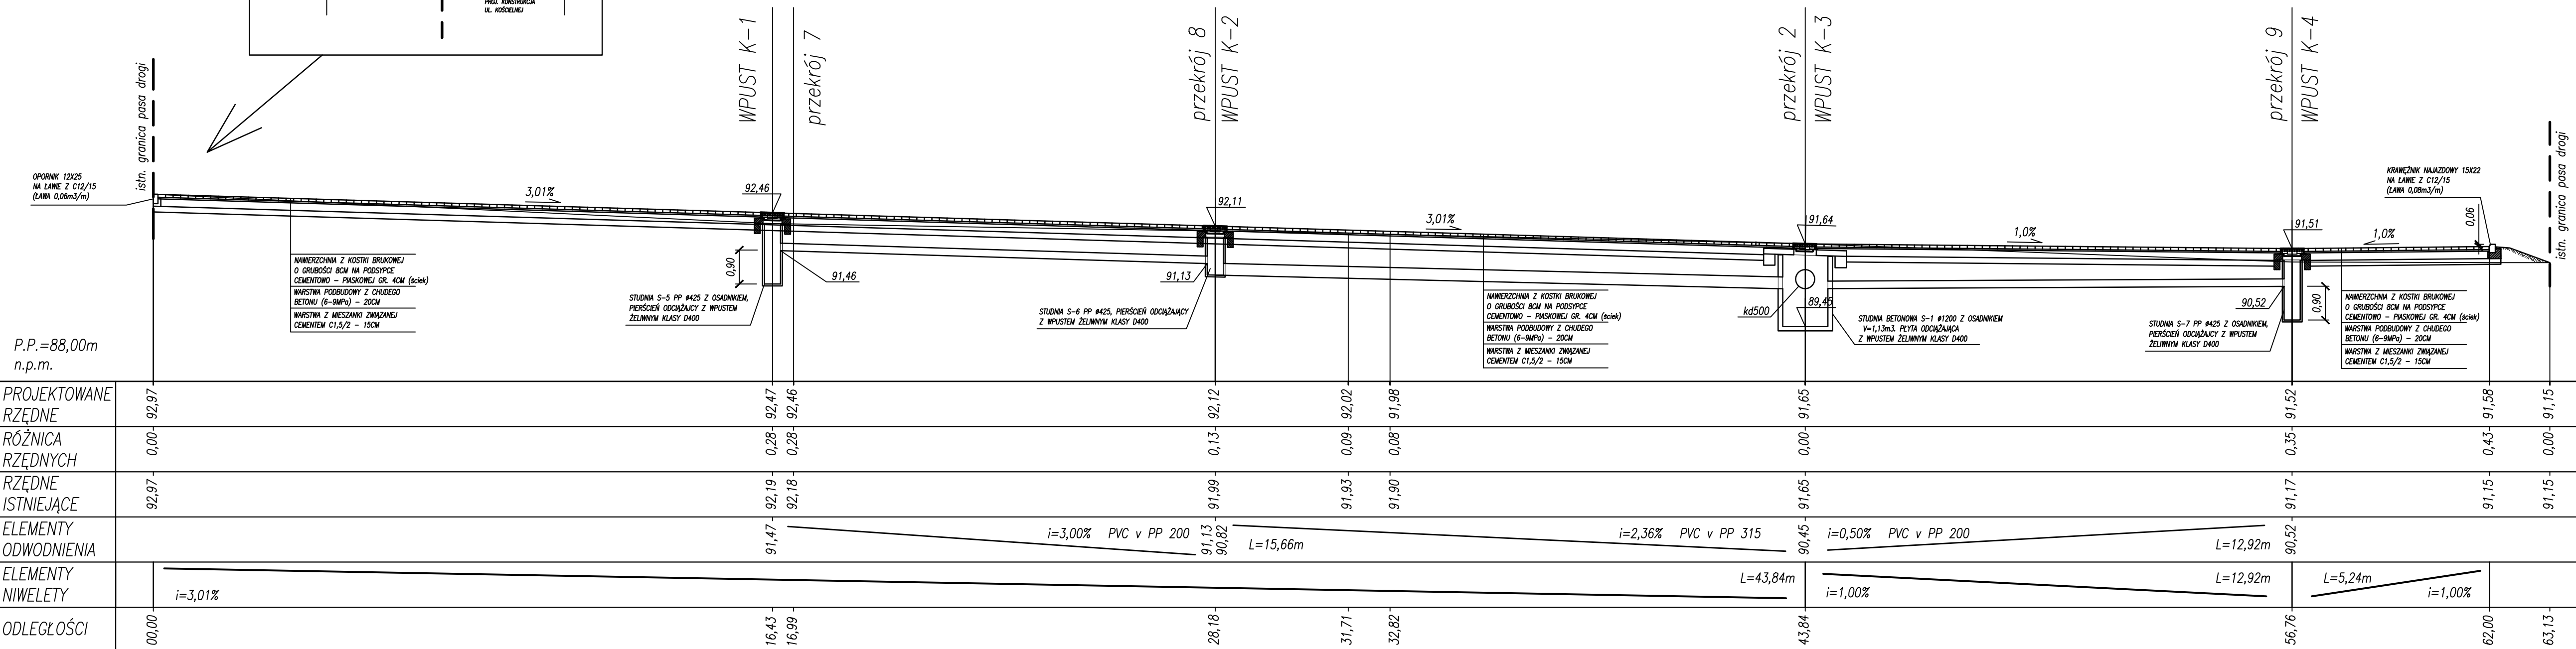 PROJ. KONSTRUKCJA
UL. KOŚCIELNEJ
istn. granica pasa drogi
WPUST K-1
przekrój 7
przekrój 8
WPUST K-2
przekrój 2
WPUST K-3
przekrój 9
WPUST K-4
istn. granica pasa drogi
OPORNIK 12X25
NA ŁAWIE Z C12/15
(ŁAWA 0,06m3/m)
3,01%
92,46
92,11
3,01%
91,64
1,0%
91,51
1,0%
KRAWĘŻNIK NAJAZDOWY 15X22
NA ŁAWIE Z C12/15
(ŁAWA 0,08m3/m)
0,06
NAWIERZCHNIA Z KOSTKI BRUKOWEJ
O GRUBOŚCI 8CM NA PODSYPCE
CEMENTOWO - PIASKOWEJ GR. 4CM (ściek)
WARSTWA PODBUDOWY Z CHUDEGO
BETONU (6-9MPa) - 20CM
WARSTWA Z MIESZANKI ZWIĄZANEJ
CEMENTEM C1,5/2 - 15CM
0,90
91,46
STUDNIA S-5 PP ø425 Z OSADNIKIEM,
PIERŚCIEŃ ODCIĄŻAJCY Z WPUSTEM
ŻELIWNYM KLASY D400
91,13
STUDNIA S-6 PP ø425, PIERŚCIEŃ ODCIĄŻAJĄCY
Z WPUSTEM ŻELIWNYM KLASY D400
NAWIERZCHNIA Z KOSTKI BRUKOWEJ
O GRUBOŚCI 8CM NA PODSYPCE
CEMENTOWO - PIASKOWEJ GR. 4CM (ściek)
WARSTWA PODBUDOWY Z CHUDEGO
BETONU (6-9MPa) - 20CM
WARSTWA Z MIESZANKI ZWIĄZANEJ
CEMENTEM C1,5/2 - 15CM
kd500
89,45
STUDNIA BETONOWA S-1 ø1200 Z OSADNIKIEM
V=1,13m3. PŁYTA ODCIĄŻAJĄCA
Z WPUSTEM ŻELIWNYM KLASY D400
90,52
0,90
STUDNIA S-7 PP ø425 Z OSADNIKIEM,
PIERŚCIEŃ ODCIĄŻAJCY Z WPUSTEM
ŻELIWNYM KLASY D400
NAWIERZCHNIA Z KOSTKI BRUKOWEJ
O GRUBOŚCI 8CM NA PODSYPCE
CEMENTOWO - PIASKOWEJ GR. 4CM (ściek)
WARSTWA PODBUDOWY Z CHUDEGO
BETONU (6-9MPa) - 20CM
WARSTWA Z MIESZANKI ZWIĄZANEJ
CEMENTEM C1,5/2 - 15CM
P.P.=88,00m
n.p.m.
PROJEKTOWANE
RZĘDNE
92,97 92,47 92,46 92,12 92,02 91,98 91,65 91,52 91,58 91,15
RÓŻNICA
RZĘDNYCH
0,00 0,28 0,28 0,13 0,09 0,08 0,00 0,35 0,43 0,00
RZĘDNE
ISTNIEJĄCE
92,97 92,19 92,18 91,99 91,93 91,90 91,65 91,17 91,15 91,15
ELEMENTY
ODWODNIENIA
91,47
i=3,00% PVC v PP 200
91,13
90,82
L=15,66m
i=2,36% PVC v PP 315
90,45
i=0,50% PVC v PP 200
L=12,92m
90,52
ELEMENTY
NIWELETY
i=3,01%
L=43,84m
i=1,00%
L=12,92m
L=5,24m
i=1,00%
ODLEGŁOŚCI
00,00 16,43 16,99 28,18 31,71 32,82 43,84 56,76 62,00 63,13